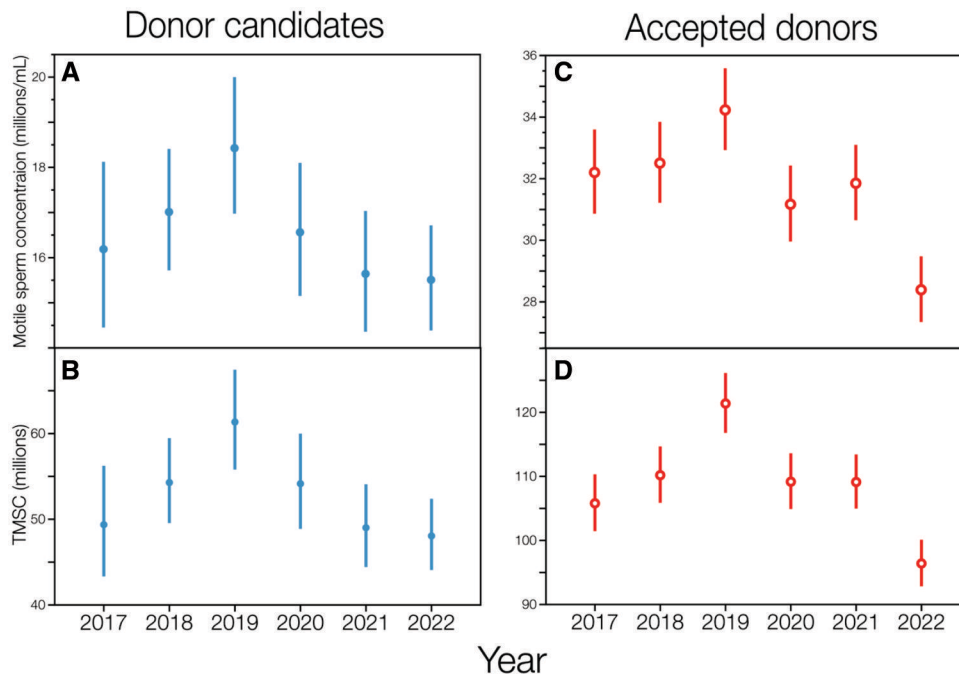 Donor candidates
Accepted donors
A
Motile sperm concentraion (millions/mL)
20
18
16
C
36
34
32
30
28
B
TMSC (millions)
60
50
40
2017 2018 2019 2020 2021 2022
D
120
110
100
90
2017 2018 2019 2020 2021 2022
Year